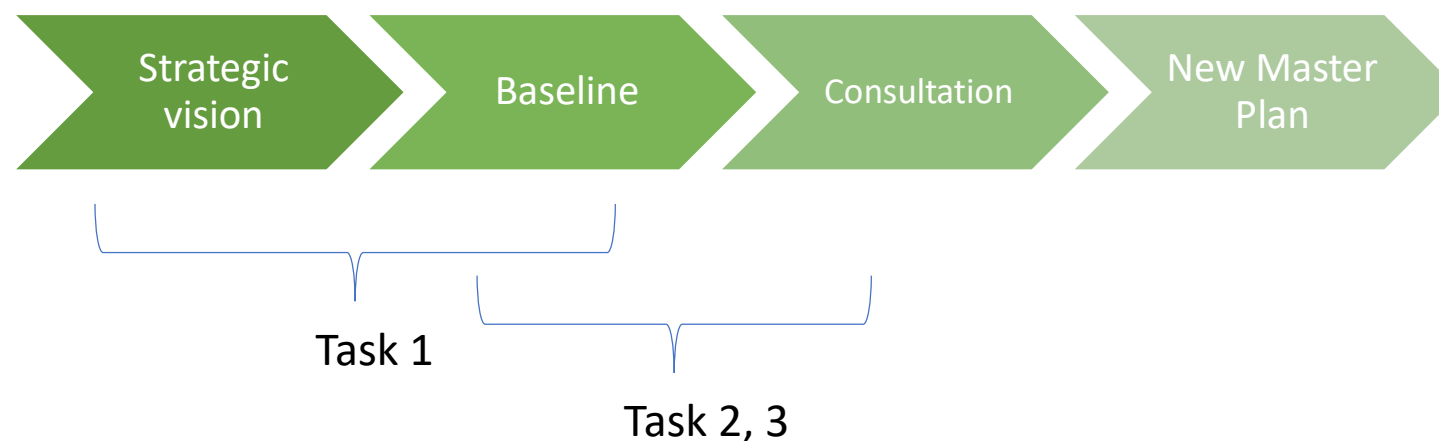 Strategic
vision
Baseline
Consultation
New Master
Plan
Task 1
Task 2, 3